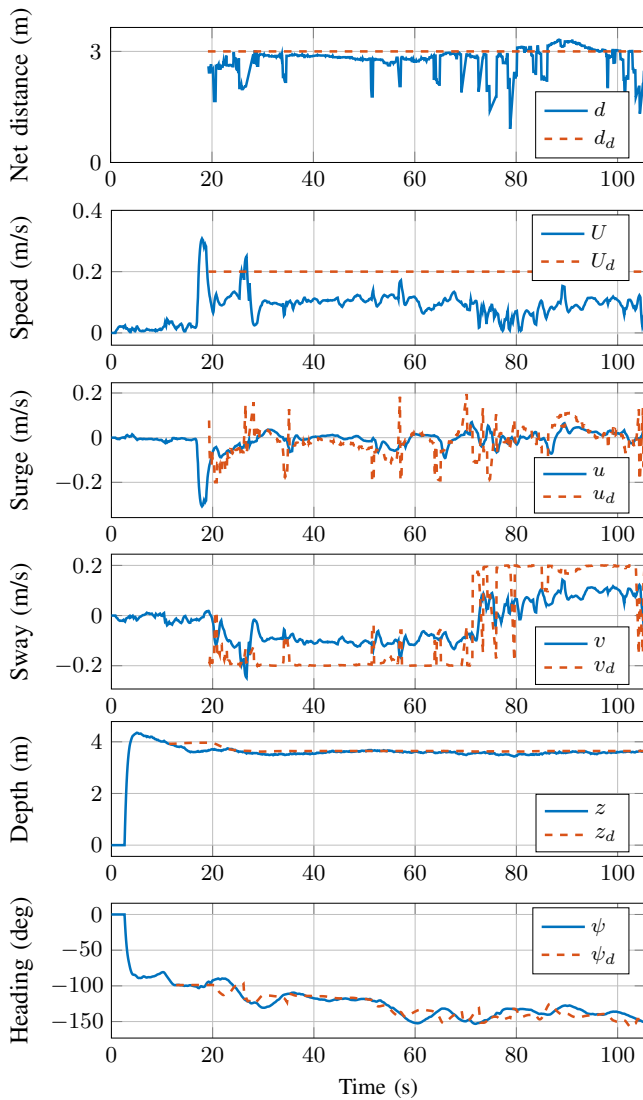 Net distance (m)
3
0
d
d_d
0 20 40 60 80 100
Speed (m/s)
0.4
0.2
0
U
U_d
0 20 40 60 80 100
Surge (m/s)
0.2
0
−0.2
u
u_d
0 20 40 60 80 100
Sway (m/s)
0.2
0
−0.2
v
v_d
0 20 40 60 80 100
Depth (m)
4
2
0
z
z_d
0 20 40 60 80 100
Heading (deg)
0
−50
−100
−150
ψ
ψ_d
0 20 40 60 80 100
Time (s)